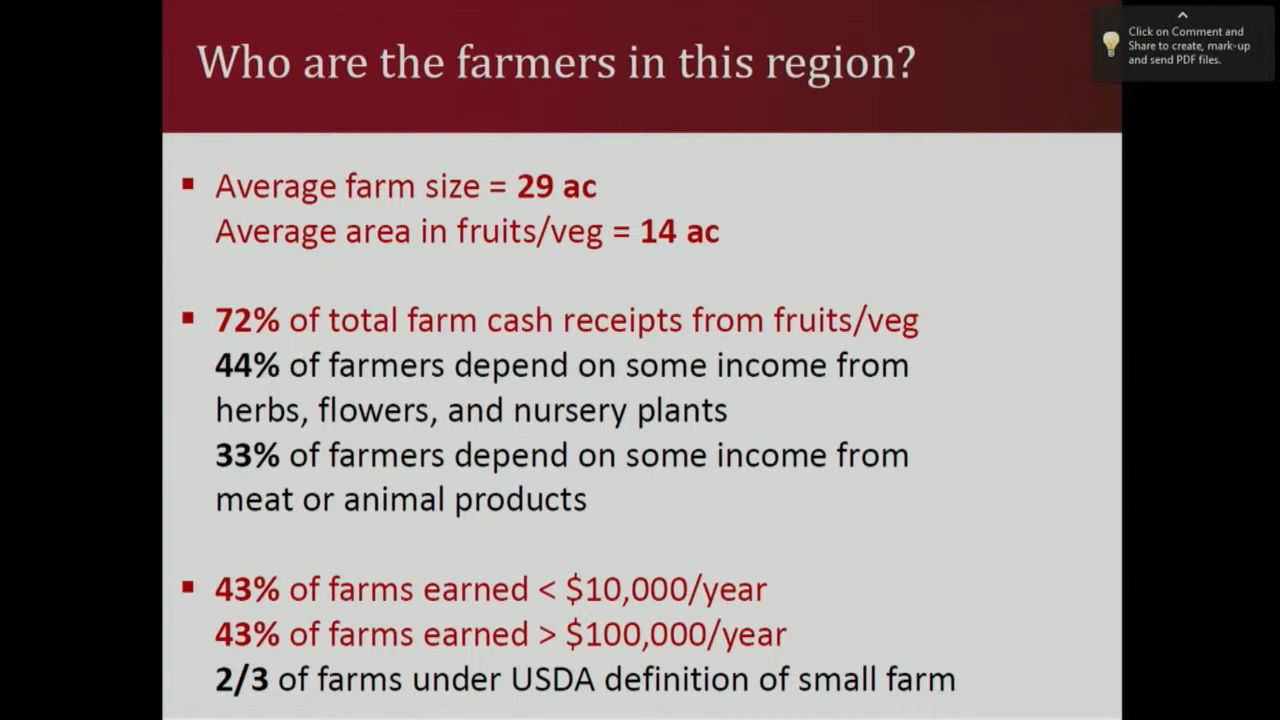 Who are the farmers in this region?
Click on Comment and
Share to create, mark-up
and send PDF files.
▪ Average farm size = 29 ac
Average area in fruits/veg = 14 ac
▪ 72% of total farm cash receipts from fruits/veg
44% of farmers depend on some income from
herbs, flowers, and nursery plants
33% of farmers depend on some income from
meat or animal products
▪ 43% of farms earned < $10,000/year
43% of farms earned > $100,000/year
2/3 of farms under USDA definition of small farm